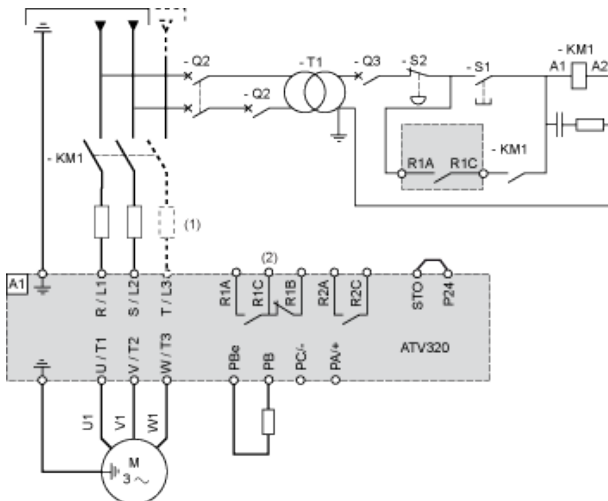 - Q2
- T1
- Q3
- S2
- S1
- KM1
A1
A2
- Q2
- KM1
R1A
R1C
- KM1
(1)
(2)
A1
R / L1
S / L2
T / L3
R1A
R1C
R1B
R2A
R2C
STO
P24
ATV320
U / T1
V / T2
W / T3
PBe
PB
PC/-
PA/+
U1
V1
W1
M
3 ~